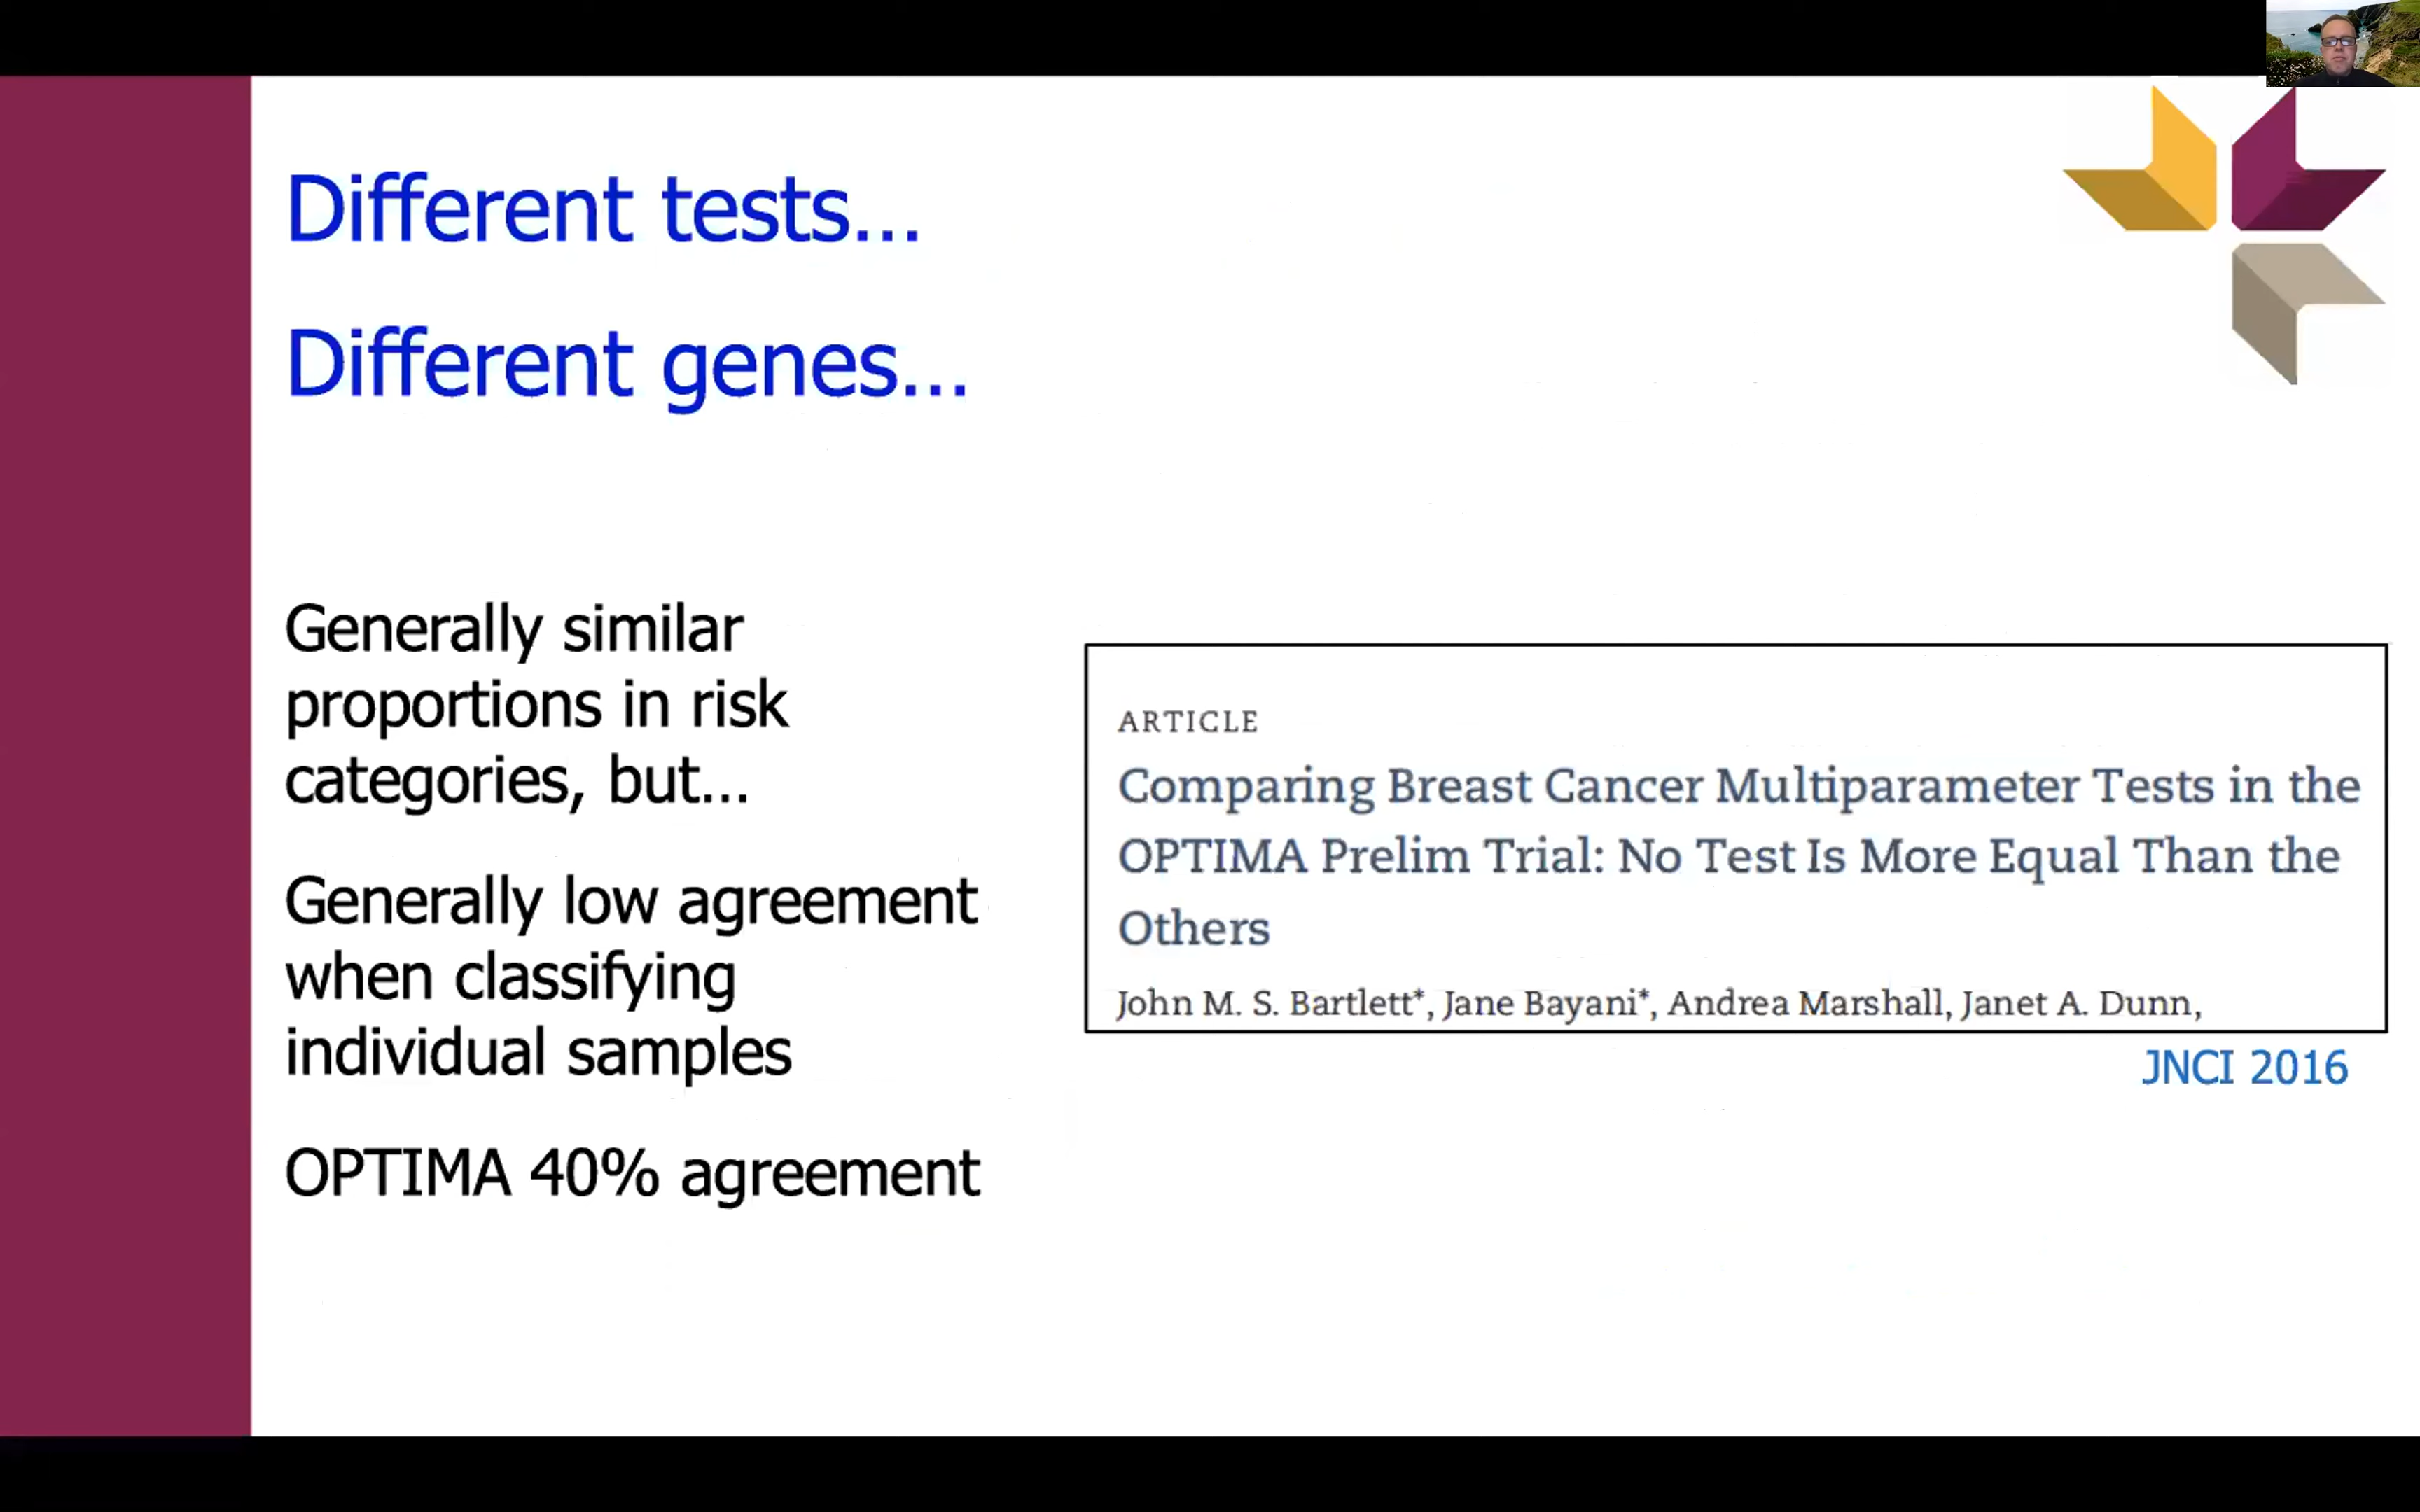 Different tests...
Different genes...
Generally similar
proportions in risk
categories, but...
Generally low agreement
when classifying
individual samples
OPTIMA 40% agreement
ARTICLE
Comparing Breast Cancer Multiparameter Tests in the
OPTIMA Prelim Trial: No Test Is More Equal Than the
Others
John M. S. Bartlett*, Jane Bayani*, Andrea Marshall, Janet A. Dunn,
JNCI 2016